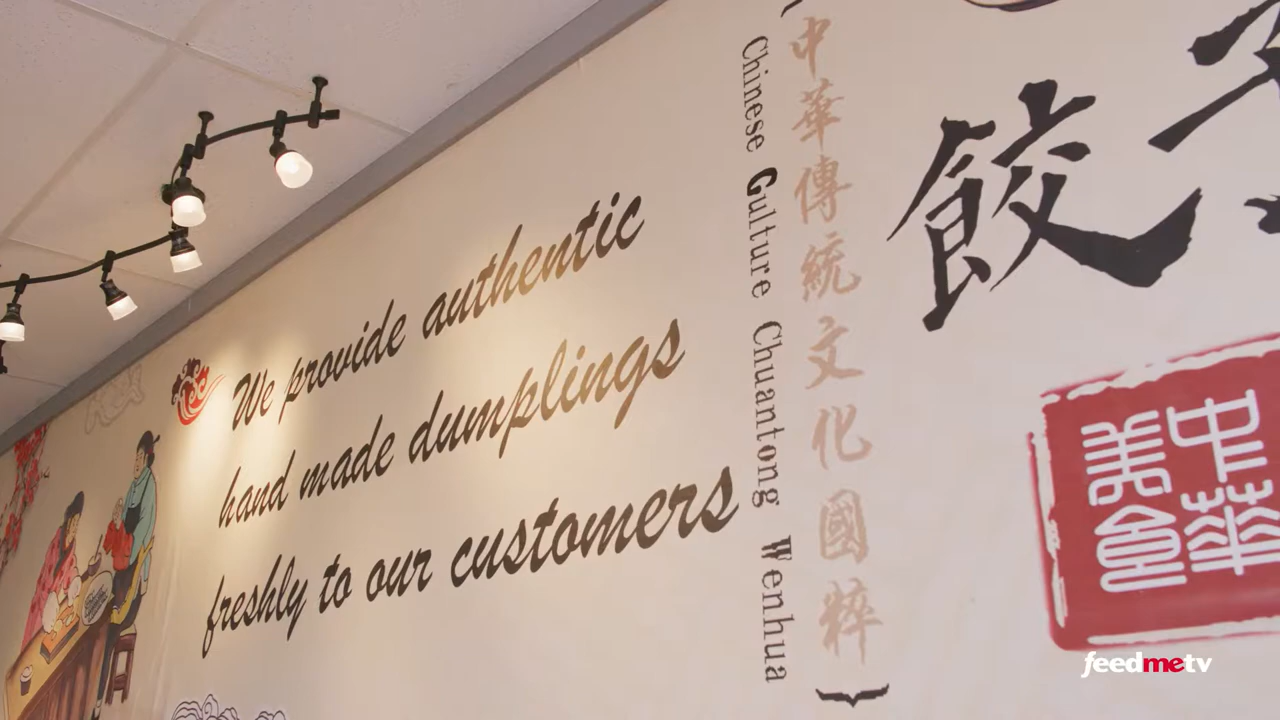 We provide authentic
hand made dumplings
freshly to our customers
Chinese Gulture Chuantong Wenhua
中華傳統文化國粹
餃子
中華
美食
feedmetv